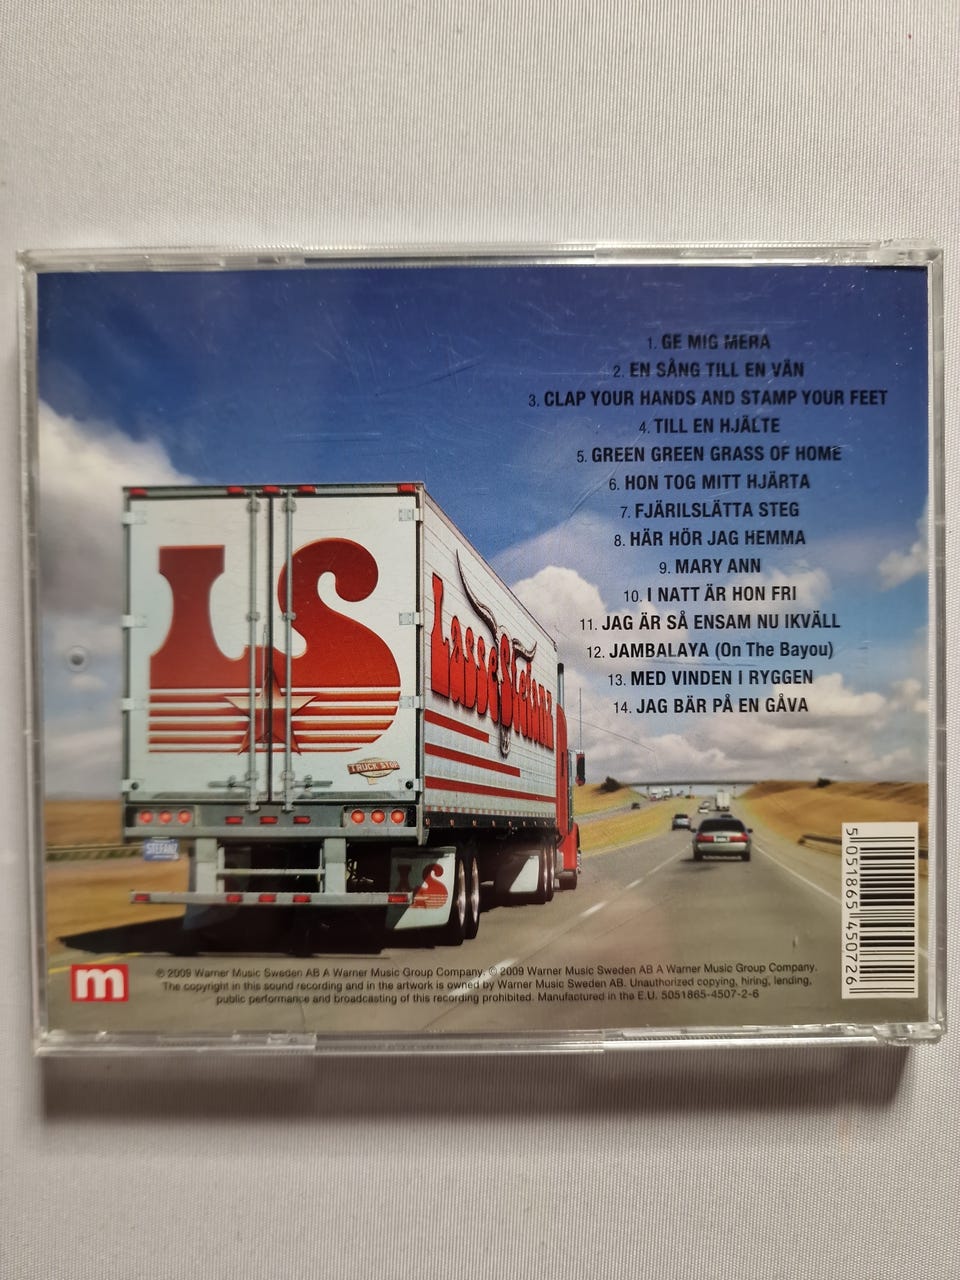 1. GE MIG MERA
2. EN SÅNG TILL EN VÄN
3. CLAP YOUR HANDS AND STAMP YOUR FEET
4. TILL EN HJÄLTE
5. GREEN GREEN GRASS OF HOME
6. HON TOG MITT HJÄRTA
7. FJÄRILSLÄTTA STEG
8. HÄR HÖR JAG HEMMA
9. MARY ANN
10. I NATT ÄR HON FRI
11. JAG ÄR SÅ ENSAM NU IKVÄLL
12. JAMBALAYA (On The Bayou)
13. MED VINDEN I RYGGEN
14. JAG BÄR PÅ EN GÅVA
LS
Lasse Stefanz
TRUCK STOP
STEFANZ
LS
5 051865 450726
m
℗ 2009 Warner Music Sweden AB A Warner Music Group Company. © 2009 Warner Music Sweden AB A Warner Music Group Company.
The copyright in this sound recording and in the artwork is owned by Warner Music Sweden AB. Unauthorized copying, hiring, lending,
public performance and broadcasting of this recording prohibited. Manufactured in the E.U. 5051865-4507-2-6